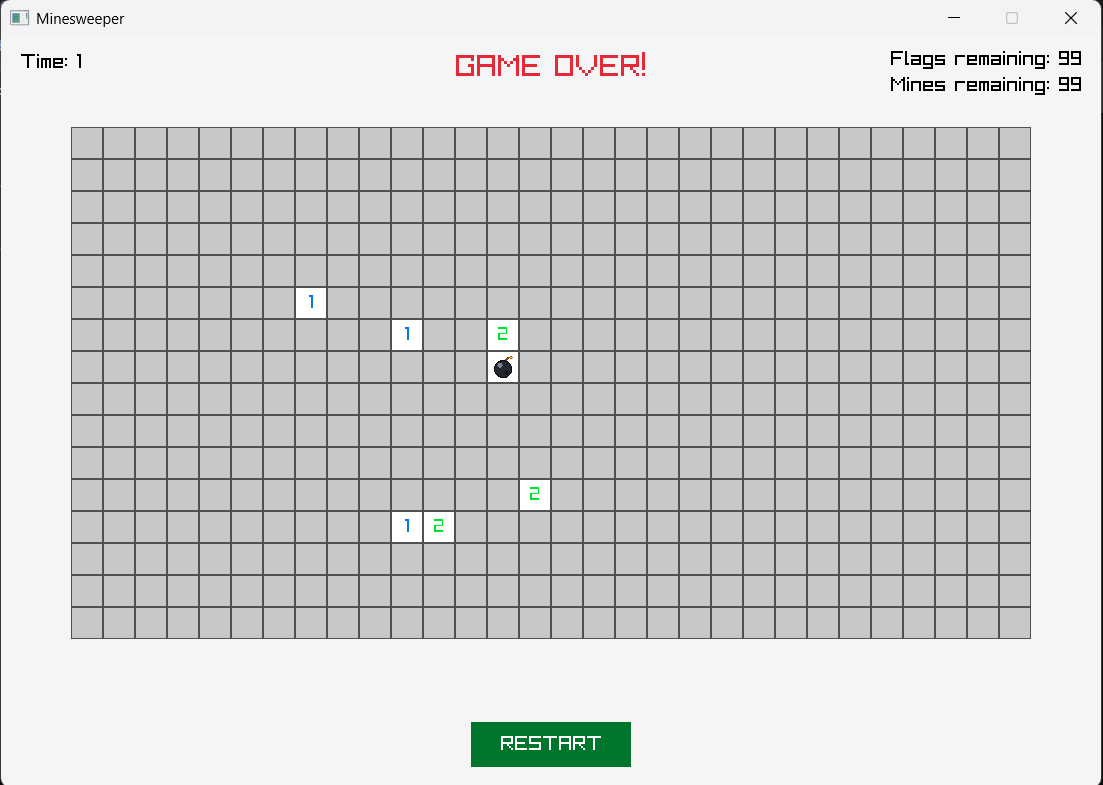 Minesweeper
Time: 1
GAME OVER!
Flags remaining: 99
Mines remaining: 99
1
1 2
2
1 2
RESTART